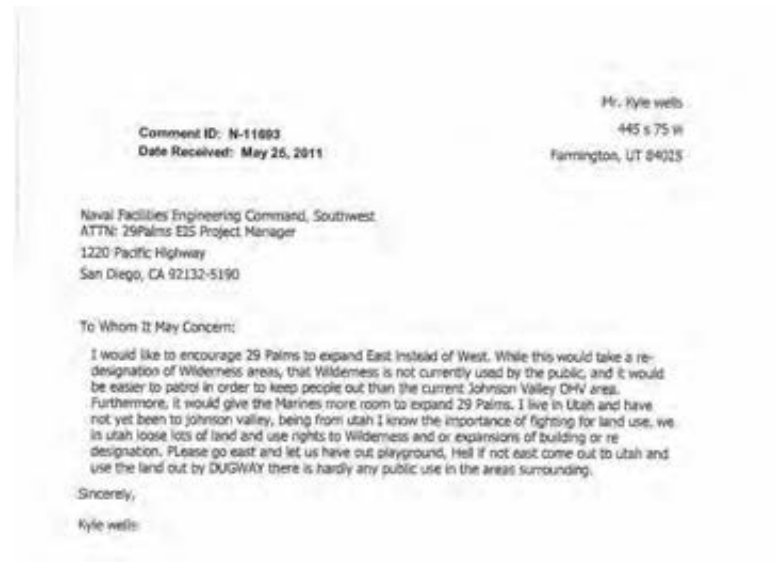 Mr. Kyle wells
Comment ID: N-11693
445 s 75 w
Date Received: May 25, 2011
Farmington, UT 84025
Naval Facilities Engineering Command, Southwest
ATTN: 29Palms EIS Project Manager
1220 Pacific Highway
San Diego, CA 92132-5190
To Whom It May Concern:
I would like to encourage 29 Palms to expand East instead of West. While this would take a re-
designation of Wilderness areas, that Wilderness is not currently used by the public, and it would
be easier to patrol in order to keep people out than the current Johnson Valley OHV area.
Furthermore, it would give the Marines more room to expand 29 Palms. I live in Utah and have
not yet been to johnson valley, being from utah I know the importance of fighting for land use, we
in utah loose lots of land and use rights to Wilderness and or expansions of building or re
designation. PLease go east and let us have out playground, Hell if not east come out to utah and
use the land out by DUGWAY there is hardly any public use in the areas surrounding.
Sincerely,
Kyle wells